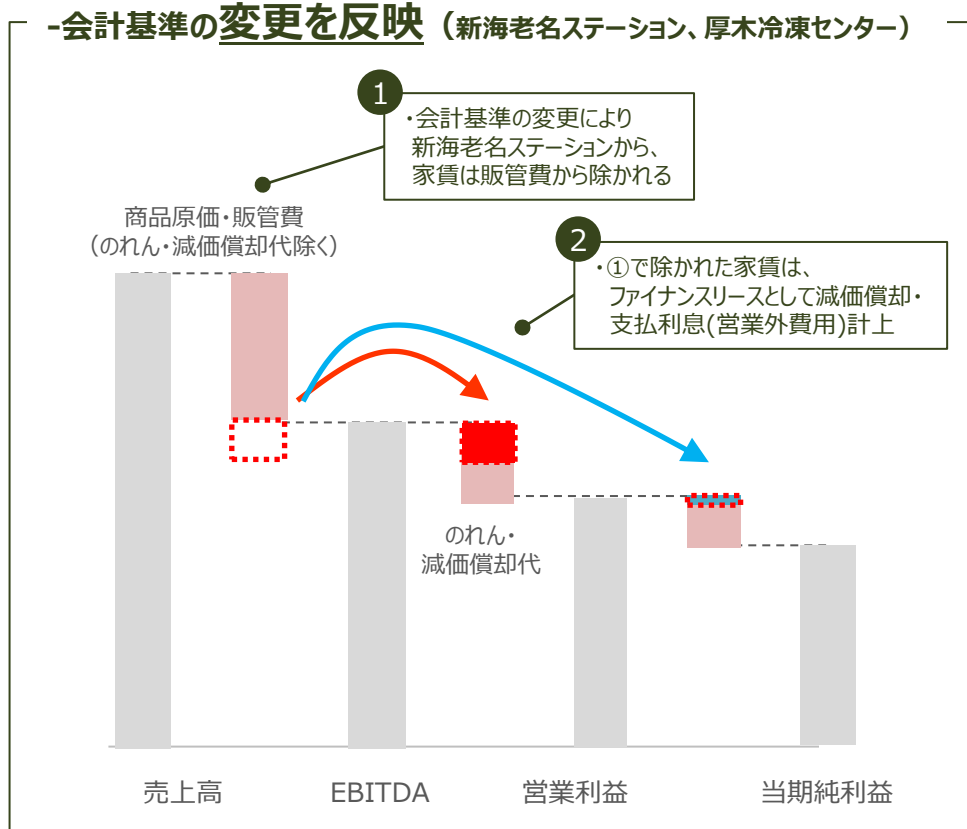 -会計基準の変更を反映（新海老名ステーション、厚木冷凍センター）
1
・会計基準の変更により
新海老名ステーションから、
家賃は販管費から除かれる
商品原価・販管費
（のれん・減価償却代除く）
2
・①で除かれた家賃は、
ファイナンスリースとして減価償却・
支払利息(営業外費用)計上
のれん・
減価償却代
売上高
EBITDA
営業利益
当期純利益